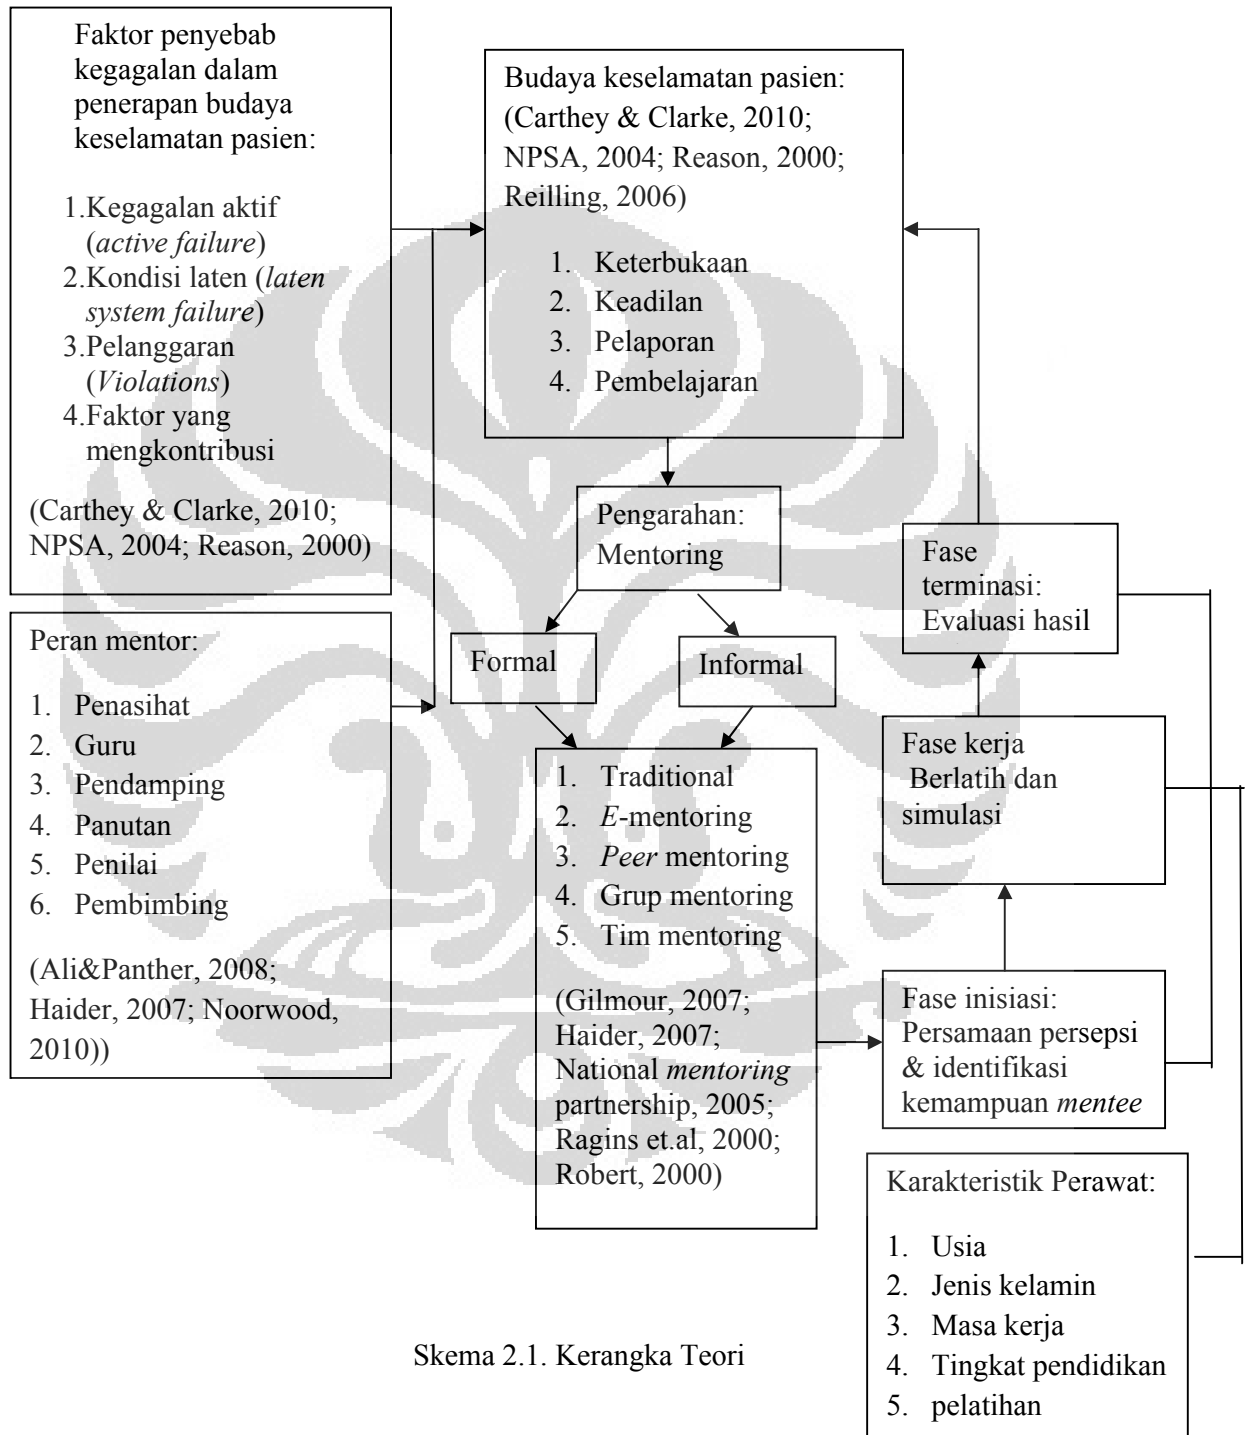 Faktor penyebab
kegagalan dalam
penerapan budaya
keselamatan pasien:
1.Kegagalan aktif
(active failure)
2.Kondisi laten (laten
system failure)
3.Pelanggaran
(Violations)
4.Faktor yang
mengkontribusi
(Carthey & Clarke, 2010;
NPSA, 2004; Reason, 2000)
Budaya keselamatan pasien:
(Carthey & Clarke, 2010;
NPSA, 2004; Reason, 2000;
Reilling, 2006)
1. Keterbukaan
2. Keadilan
3. Pelaporan
4. Pembelajaran
Pengarahan:
Mentoring
Formal
Informal
Peran mentor:
1. Penasihat
2. Guru
3. Pendamping
4. Panutan
5. Penilai
6. Pembimbing
(Ali&Panther, 2008;
Haider, 2007; Noorwood,
2010))
1. Traditional
2. E-mentoring
3. Peer mentoring
4. Grup mentoring
5. Tim mentoring
(Gilmour, 2007;
Haider, 2007;
National mentoring
partnership, 2005;
Ragins et.al, 2000;
Robert, 2000)
Fase
terminasi:
Evaluasi hasil
Fase kerja
Berlatih dan
simulasi
Fase inisiasi:
Persamaan persepsi
& identifikasi
kemampuan mentee
Karakteristik Perawat:
1. Usia
2. Jenis kelamin
3. Masa kerja
4. Tingkat pendidikan
5. pelatihan
Skema 2.1. Kerangka Teori